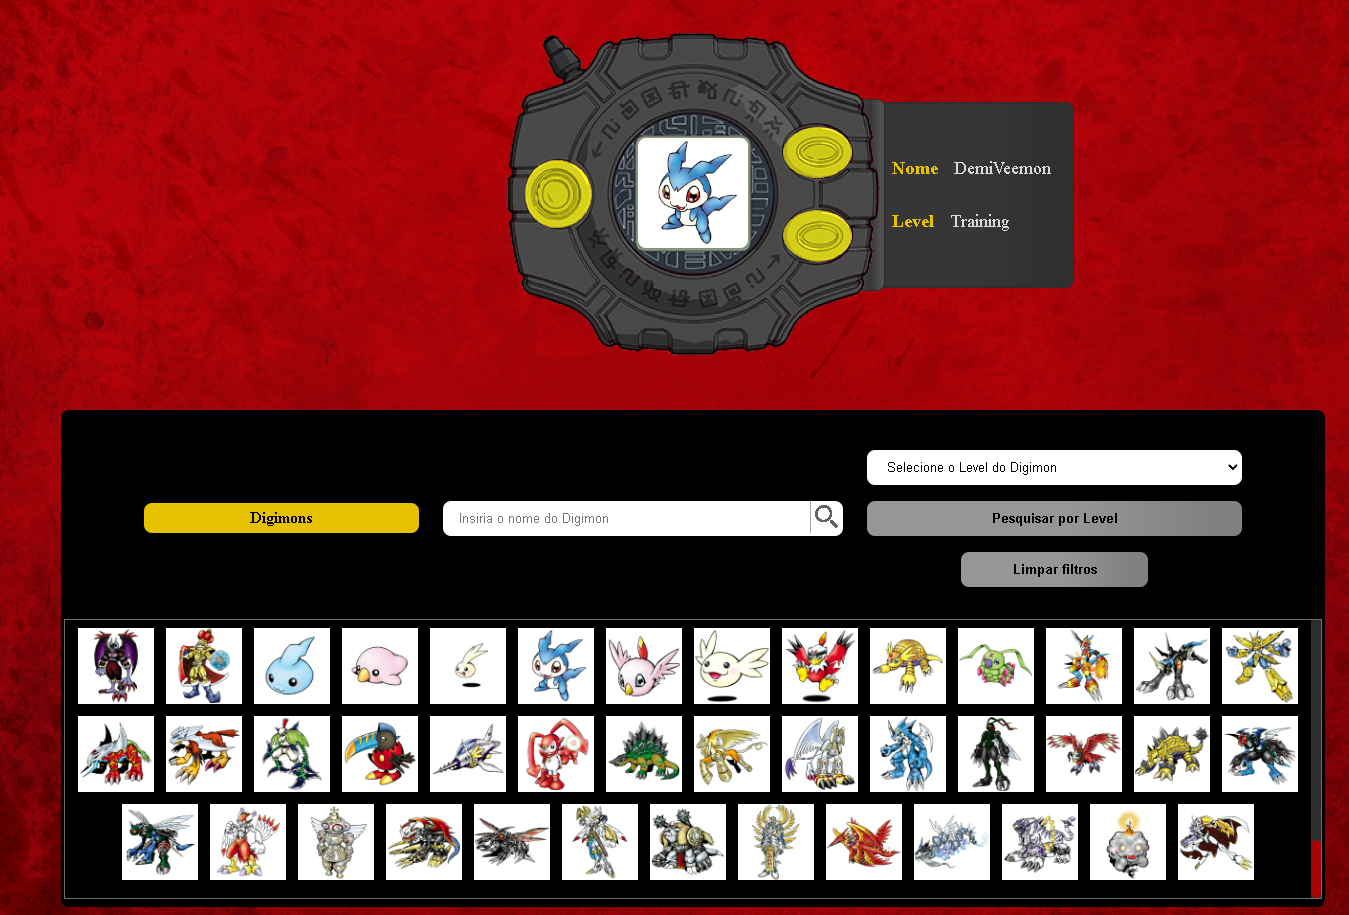 Nome DemiVeemon
Level Training
Selecione o Level do Digimon
Digimons
Insiria o nome do Digimon
Pesquisar por Level
Limpar filtros